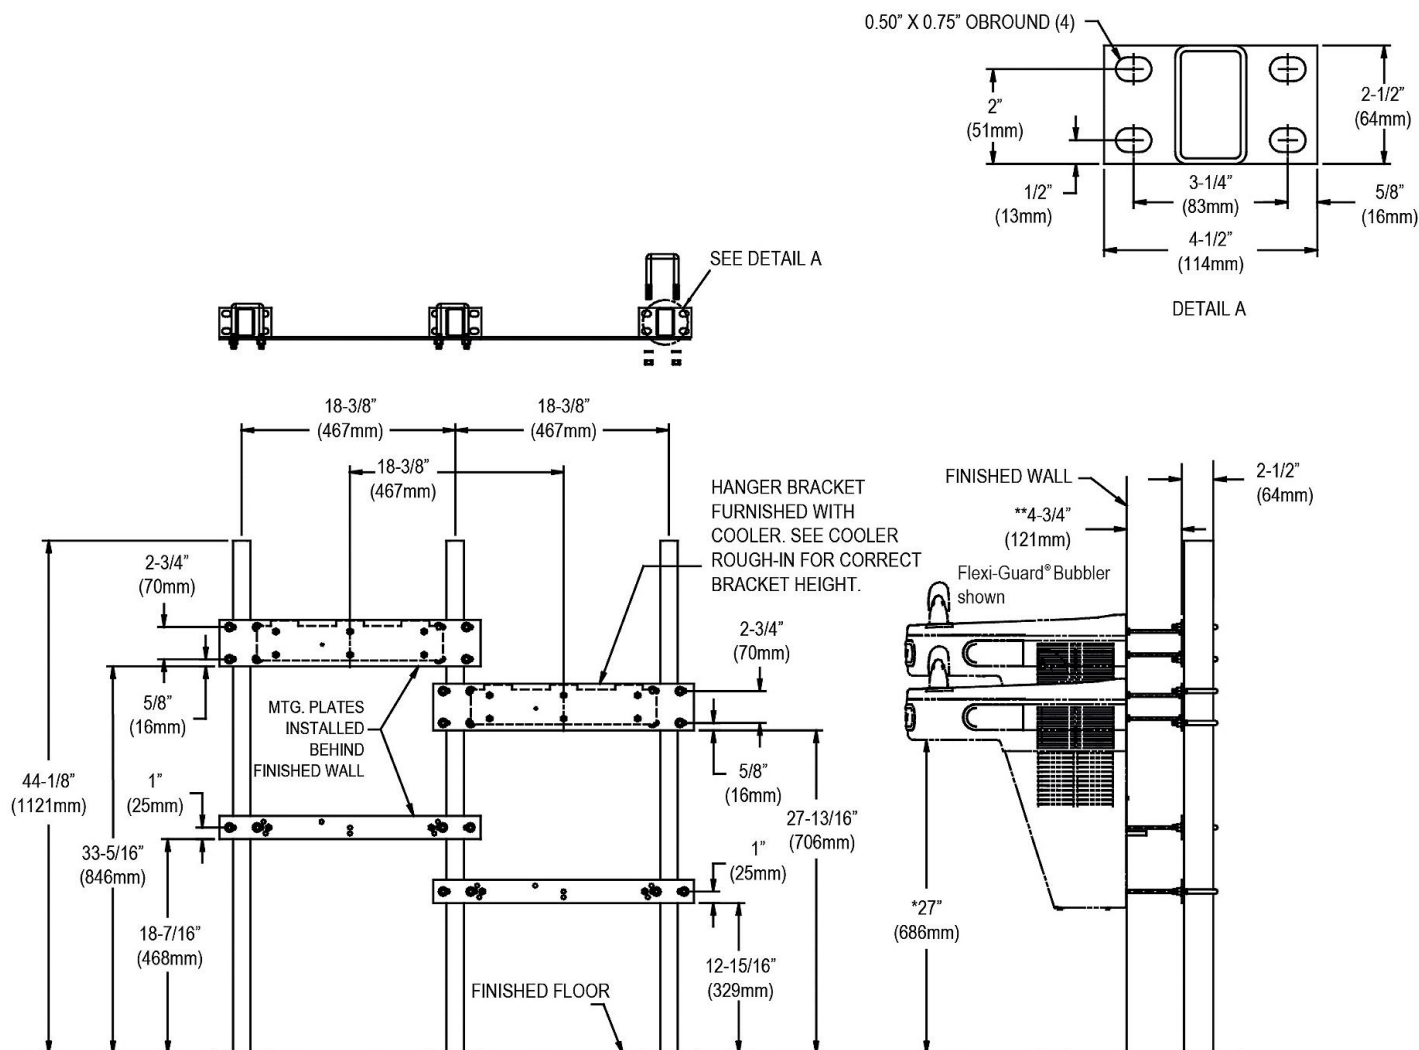 0.50” X 0.75” OBROUND (4)
2”
(51mm)
2-1/2”
(64mm)
1/2”
(13mm)
3-1/4”
(83mm)
5/8”
(16mm)
4-1/2”
(114mm)
DETAIL A
SEE DETAIL A
18-3/8”
(467mm)
18-3/8”
(467mm)
18-3/8”
(467mm)
HANGER BRACKET
FURNISHED WITH
COOLER. SEE COOLER
ROUGH-IN FOR CORRECT
BRACKET HEIGHT.
FINISHED WALL
2-1/2”
(64mm)
**4-3/4”
(121mm)
Flexi-Guard® Bubbler
shown
2-3/4”
(70mm)
2-3/4”
(70mm)
5/8”
(16mm)
MTG. PLATES
INSTALLED
BEHIND
FINISHED WALL
44-1/8”
(1121mm)
1”
(25mm)
5/8”
(16mm)
27-13/16”
(706mm)
33-5/16”
(846mm)
1”
(25mm)
18-7/16”
(468mm)
*27”
(686mm)
12-15/16”
(329mm)
FINISHED FLOOR